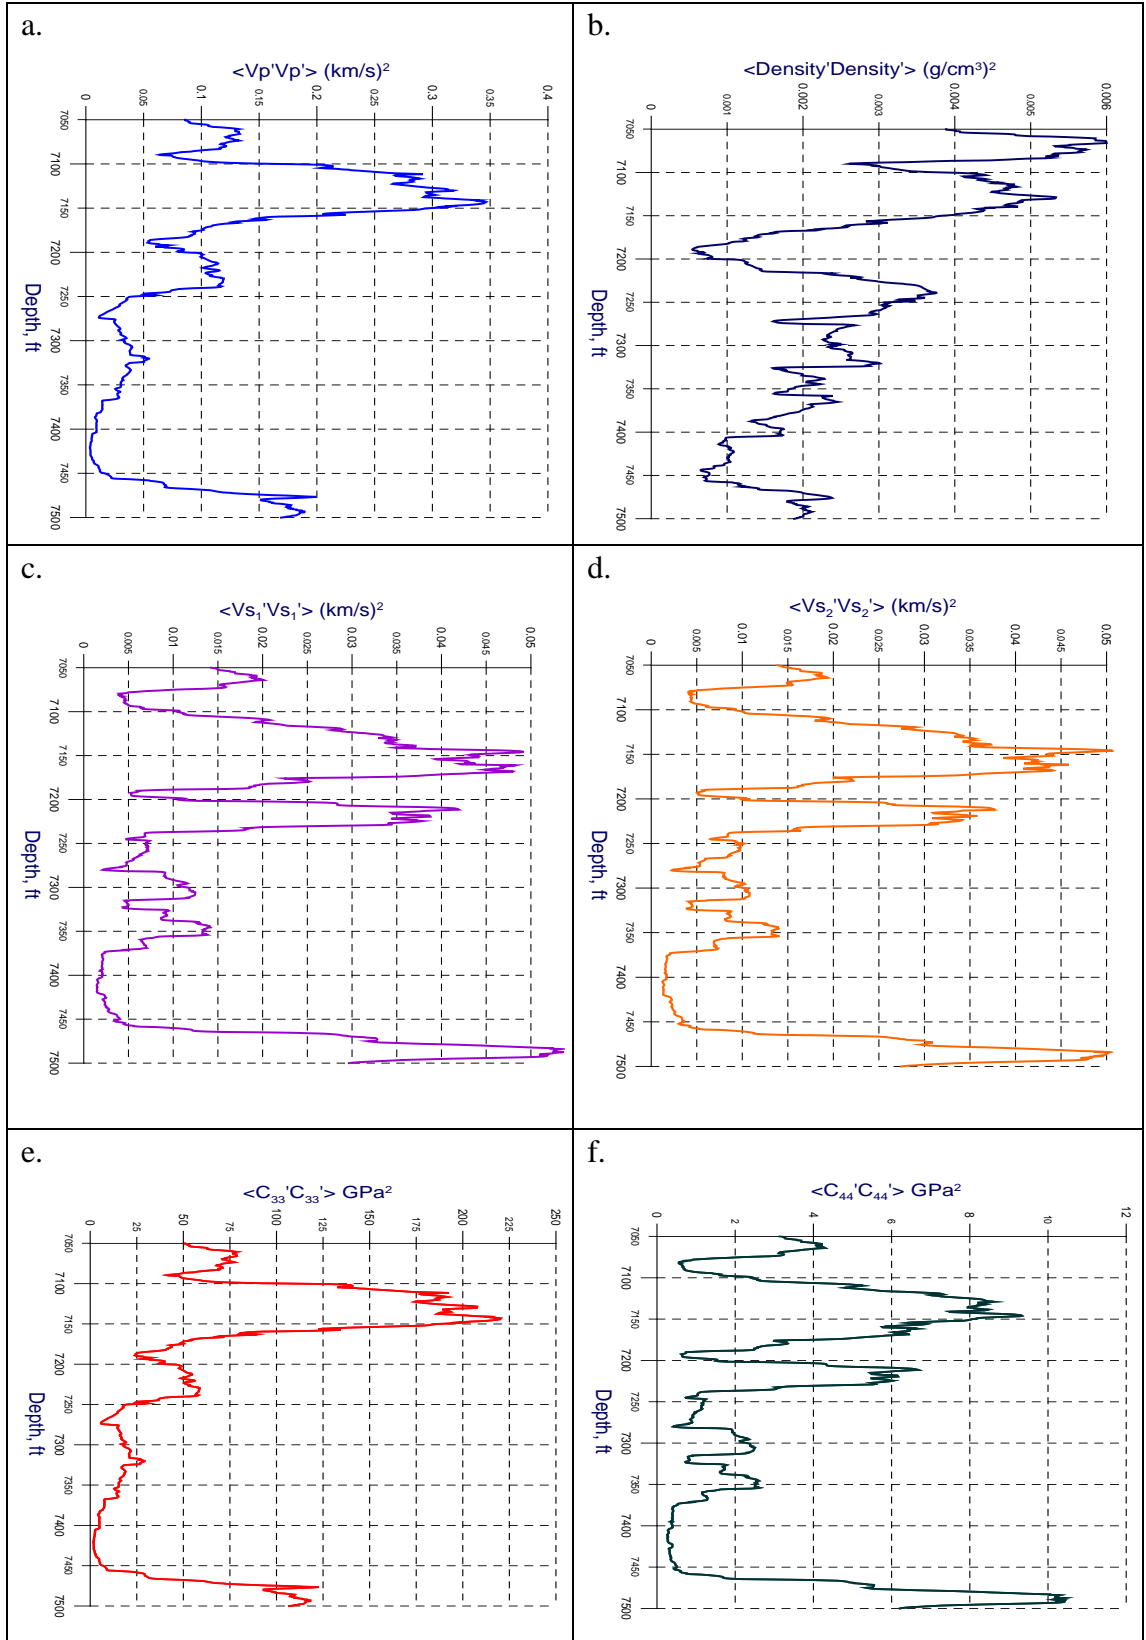 a.
<Vp'Vp'> (km/s)²
0 0.05 0.1 0.15 0.2 0.25 0.3 0.35 0.4
7050
7100
7150
7200
7250
7300
7350
7400
7450
7500
Depth, ft
b.
<Density'Density'> (g/cm³)²
0 0.001 0.002 0.003 0.004 0.005 0.006
7050
7100
7150
7200
7250
7300
7350
7400
7450
7500
Depth, ft
c.
<Vs₁'Vs₁'> (km/s)²
0 0.005 0.01 0.015 0.02 0.025 0.03 0.035 0.04 0.045 0.05
7050
7100
7150
7200
7250
7300
7350
7400
7450
7500
Depth, ft
d.
<Vs₂'Vs₂'> (km/s)²
0 0.005 0.01 0.015 0.02 0.025 0.03 0.035 0.04 0.045 0.05
7050
7100
7150
7200
7250
7300
7350
7400
7450
7500
Depth, ft
e.
<C₃₃'C₃₃'> GPa²
0 25 50 75 100 125 150 175 200 225 250
7050
7100
7150
7200
7250
7300
7350
7400
7450
7500
Depth, ft
f.
<C₄₄'C₄₄'> GPa²
0 2 4 6 8 10 12
7050
7100
7150
7200
7250
7300
7350
7400
7450
7500
Depth, ft